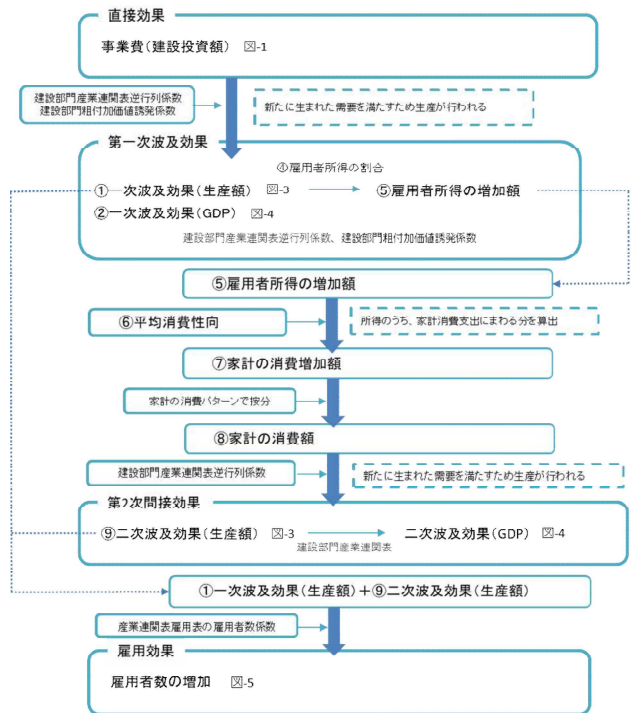 直接効果
事業費(建設投資額) 図-1
建設部門産業連関表逆行列係数
建設部門粗付加価値誘発係数
新たに生まれた需要を満たすため生産が行われる
第一次波及効果
④雇用者所得の割合
①一次波及効果(生産額) 図-3
⑤雇用者所得の増加額
②一次波及効果(GDP) 図-4
建設部門産業連関表逆行列係数、建設部門粗付加価値誘発係数
⑤雇用者所得の増加額
⑥平均消費性向
所得のうち、家計消費支出にまわる分を算出
⑦家計の消費増加額
家計の消費パターンで按分
⑧家計の消費額
建設部門産業連関表逆行列係数
新たに生まれた需要を満たすため生産が行われる
第2次間接効果
⑨二次波及効果(生産額) 図-3
二次波及効果(GDP) 図-4
建設部門産業連関表
①一次波及効果(生産額)+⑨二次波及効果(生産額)
産業連関表雇用表の雇用者数係数
雇用効果
雇用者数の増加 図-5